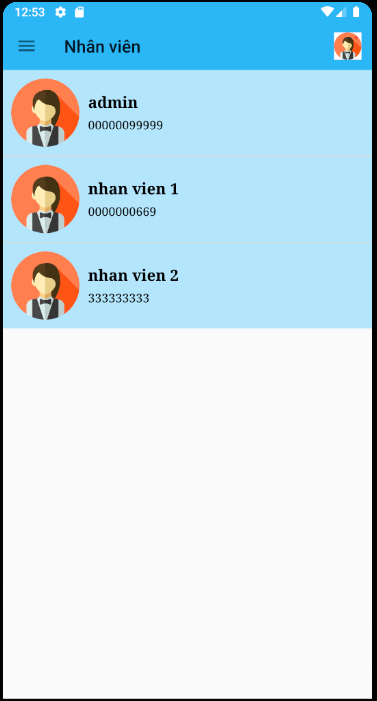 12:53
Nhân viên
admin
00000099999
nhan vien 1
0000000669
nhan vien 2
333333333